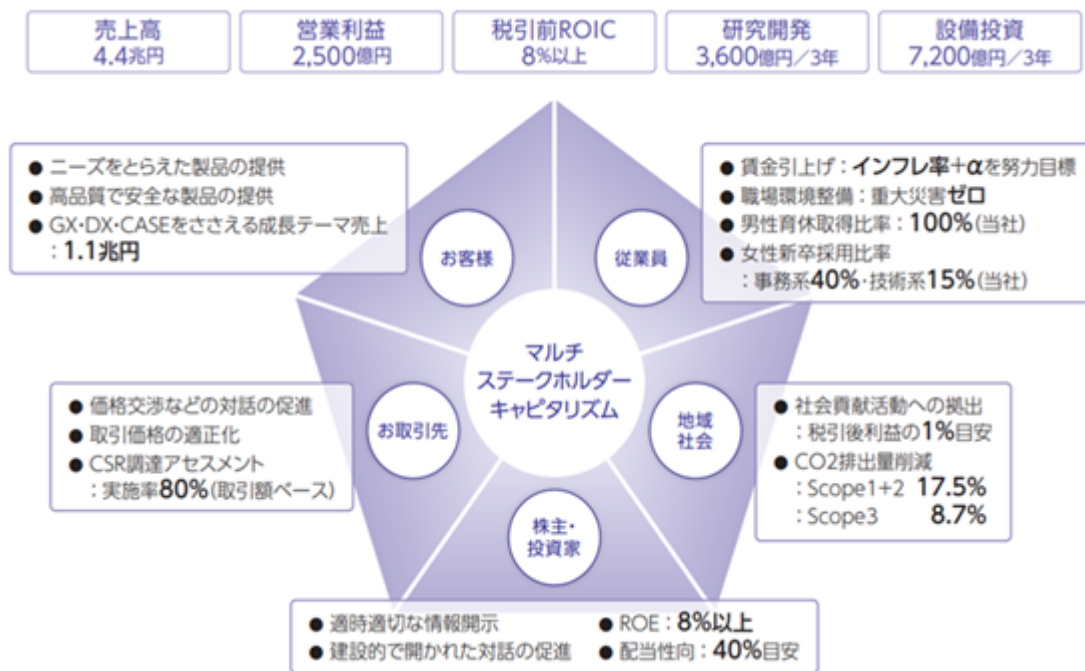 売上高
4.4兆円
営業利益
2,500億円
税引前ROIC
8%以上
研究開発
3,600億円／3年
設備投資
7,200億円／3年
● ニーズをとらえた製品の提供
● 高品質で安全な製品の提供
● GX・DX・CASEをささえる成長テーマ売上
：1.1兆円
● 賃金引上げ：インフレ率+αを努力目標
● 職場環境整備：重大災害ゼロ
● 男性育休取得比率：100%(当社)
● 女性新卒採用比率
：事務系40%・技術系15%(当社)
お客様
従業員
マルチ
ステークホルダー
キャピタリズム
● 価格交渉などの対話の促進
● 取引価格の適正化
● CSR調達アセスメント
：実施率80%(取引額ベース)
お取引先
地域
社会
● 社会貢献活動への拠出
：税引後利益の1%目安
● CO2排出量削減
：Scope1+2 17.5%
：Scope3 8.7%
株主・
投資家
● 適時適切な情報開示
● 建設的で開かれた対話の促進
● ROE：8%以上
● 配当性向：40%目安